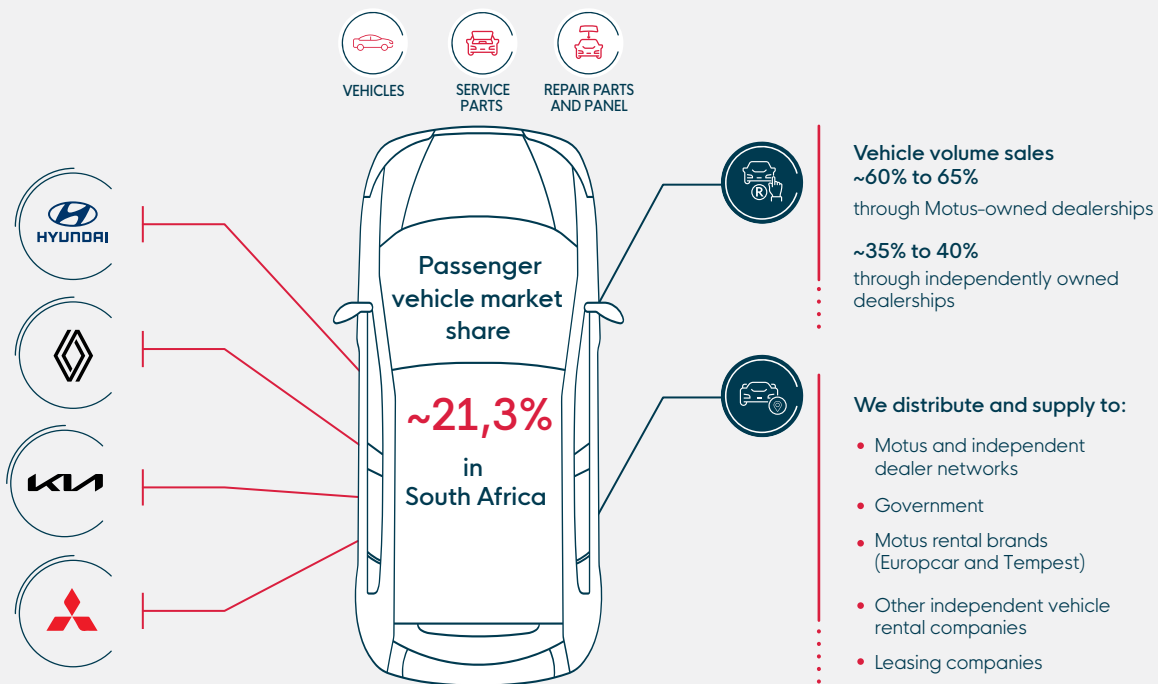 VEHICLES
SERVICE
PARTS
REPAIR PARTS
AND PANEL
HYUNDAI
KIA
Passenger
vehicle market
share
~21,3%
in
South Africa
R
Vehicle volume sales
~60% to 65%
through Motus-owned dealerships
~35% to 40%
through independently owned
dealerships
We distribute and supply to:
• Motus and independent
dealer networks
• Government
• Motus rental brands
(Europcar and Tempest)
• Other independent vehicle
rental companies
• Leasing companies